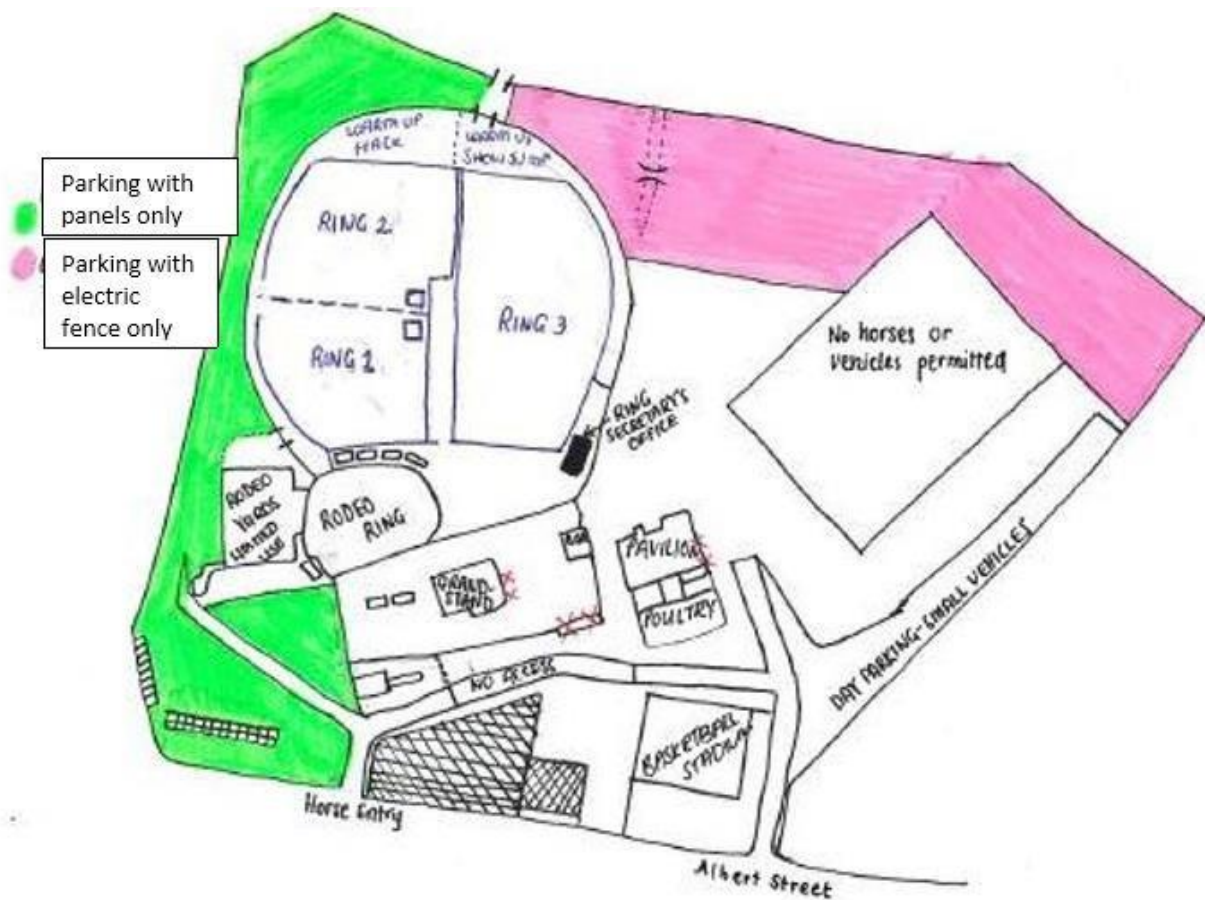 Parking with
panels only
Parking with
electric
fence only
WARM UP
HACK
WARM UP
SHOWJUMP
RING 2.
RING 3
RING 1.
No horses or
vehicles permitted
RING
SECRETARY'S
OFFICE
RODEO
YARDS
LIMITED
USE
RODEO
RING
GRAND
STAND
PAVILION
POULTRY
NO ACCESS
DAY PARKING-SMALL VEHICLES
BASKETBALL
STADIUM
Horse Entry
Albert Street